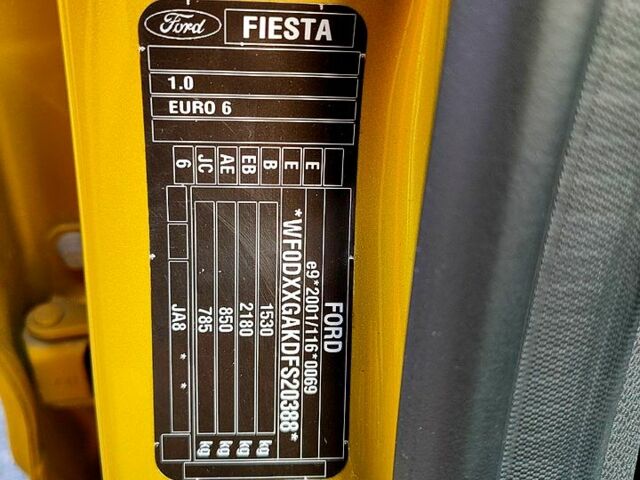 Ford FIESTA
1.0
EURO 6
FORD
e9*2001/116*0069
*WF0DXXGAKDFS20388*
1530 kg
2180 kg
850 kg
785 kg
JA8 * *
E
E
B
EB
AE
JC
6